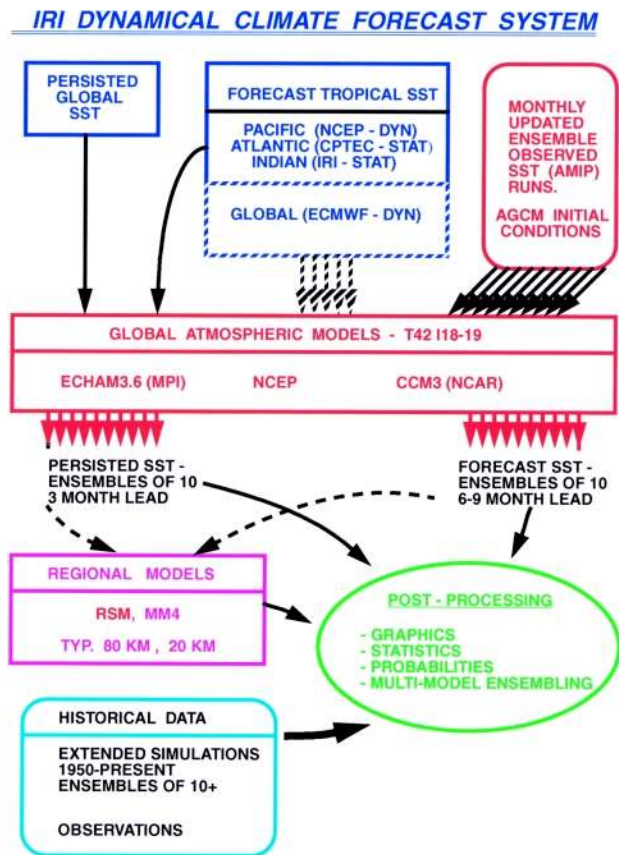 IRI DYNAMICAL CLIMATE FORECAST SYSTEM
PERSISTED
GLOBAL
SST
FORECAST TROPICAL SST
PACIFIC (NCEP - DYN)
ATLANTIC (CPTEC - STAT)
INDIAN (IRI - STAT)
GLOBAL (ECMWF - DYN)
MONTHLY
UPDATED
ENSEMBLE
OBSERVED
SST (AMIP)
RUNS.
AGCM INITIAL
CONDITIONS
GLOBAL ATMOSPHERIC MODELS - T42 l18-19
ECHAM3.6 (MPI) NCEP CCM3 (NCAR)
PERSISTED SST -
ENSEMBLES OF 10
3 MONTH LEAD
FORECAST SST -
ENSEMBLES OF 10
6-9 MONTH LEAD
REGIONAL MODELS
RSM, MM4
TYP. 80 KM , 20 KM
POST - PROCESSING
- GRAPHICS
- STATISTICS
- PROBABILITIES
- MULTI-MODEL ENSEMBLING
HISTORICAL DATA
EXTENDED SIMULATIONS
1950-PRESENT
ENSEMBLES OF 10+
OBSERVATIONS